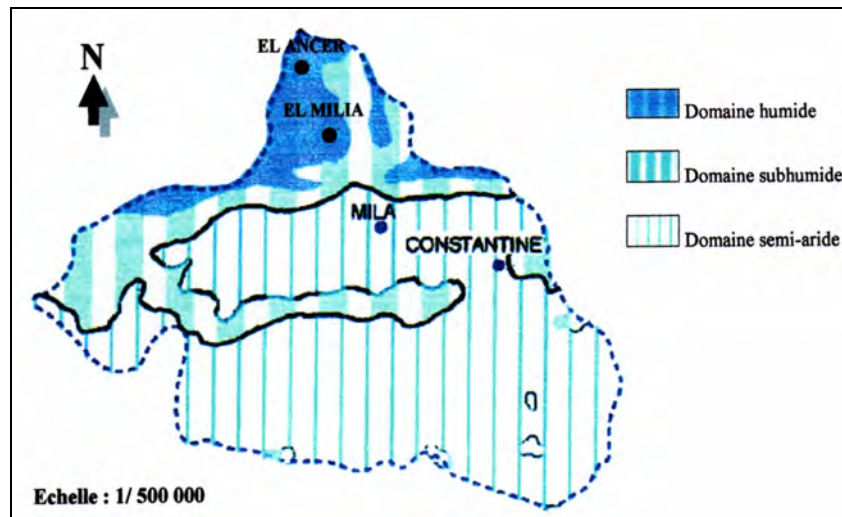 EL ANCER
N
EL MILIA
MILA
CONSTANTINE
Domaine humide
Domaine subhumide
Domaine semi-aride
Echelle : 1/ 500 000